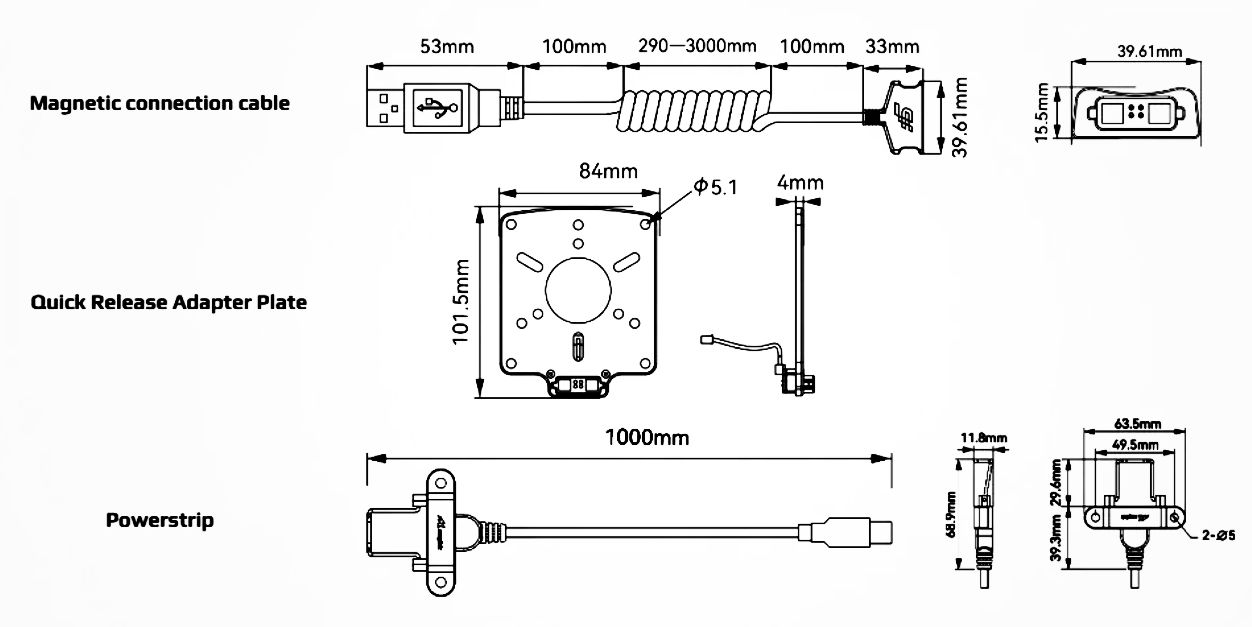 53mm
100mm
290—3000mm
100mm
33mm
39.61mm
Magnetic connection cable
39.61mm
15.5mm
84mm
Φ5.1
4mm
101.5mm
Quick Release Adapter Plate
1000mm
Powerstrip
11.8mm
68.9mm
63.5mm
49.5mm
29.6mm
39.3mm
2-⌀5